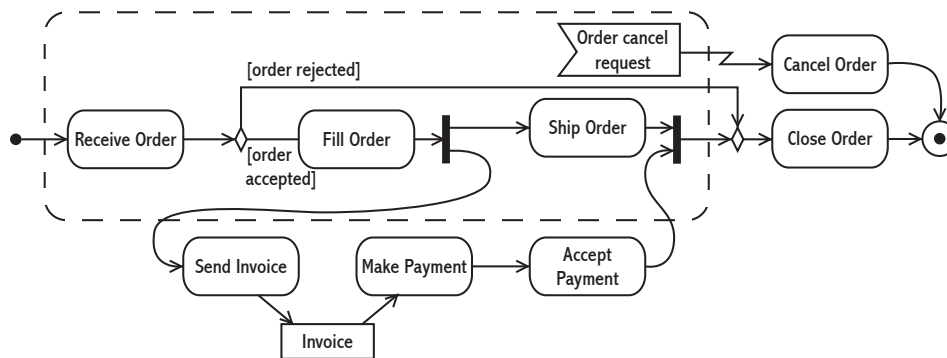 Order cancel
request
Cancel Order
[order rejected]
Receive Order
Fill Order
Ship Order
Close Order
[order
accepted]
Send Invoice
Make Payment
Accept
Payment
Invoice